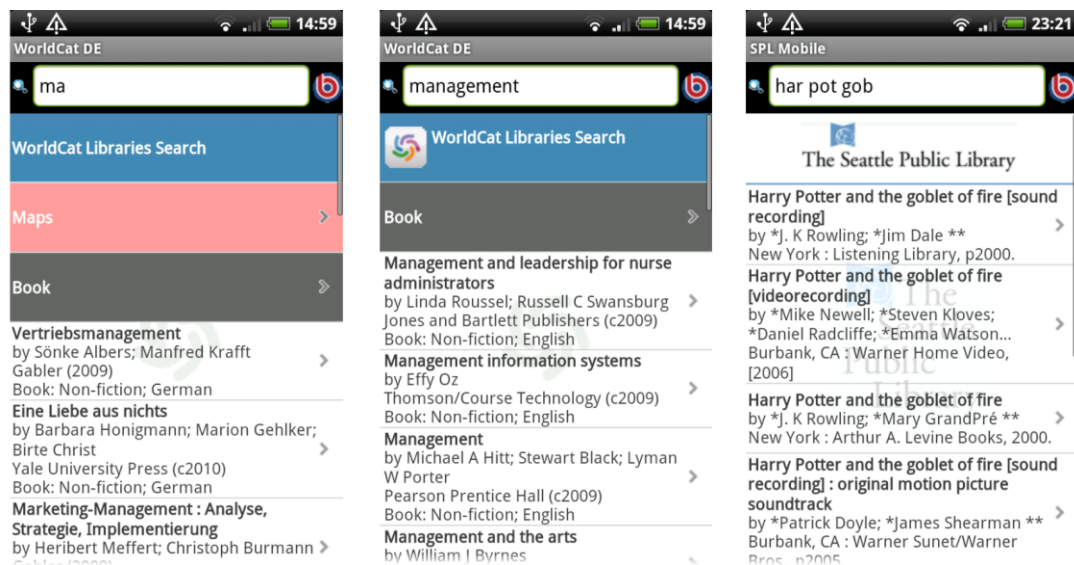 14:59
WorldCat DE
ma
WorldCat Libraries Search
Maps
Book
Vertriebsmanagement
by Sönke Albers; Manfred Krafft
Gabler (2009)
Book: Non-fiction; German
Eine Liebe aus nichts
by Barbara Honigmann; Marion Gehlker;
Birte Christ
Yale University Press (c2010)
Book: Non-fiction; German
Marketing-Management : Analyse,
Strategie, Implementierung
by Heribert Meffert; Christoph Burmann
14:59
WorldCat DE
management
WorldCat Libraries Search
Book
Management and leadership for nurse
administrators
by Linda Roussel; Russell C Swansburg
Jones and Bartlett Publishers (c2009)
Book: Non-fiction; English
Management information systems
by Effy Oz
Thomson/Course Technology (c2009)
Book: Non-fiction; English
Management
by Michael A Hitt; Stewart Black; Lyman
W Porter
Pearson Prentice Hall (c2009)
Book: Non-fiction; English
Management and the arts
by William J Byrnes
23:21
SPL Mobile
har pot gob
The Seattle Public Library
Harry Potter and the goblet of fire [sound
recording]
by *J. K Rowling; *Jim Dale **
New York : Listening Library, p2000.
Harry Potter and the goblet of fire
[videorecording]
by *Mike Newell; *Steven Kloves;
*Daniel Radcliffe; *Emma Watson...
Burbank, CA : Warner Home Video,
[2006]
Harry Potter and the goblet of fire
by *J. K Rowling; *Mary GrandPré **
New York : Arthur A. Levine Books, 2000.
Harry Potter and the goblet of fire [sound
recording] : original motion picture
soundtrack
by *Patrick Doyle; *James Shearman **
Burbank, CA : Warner Sunet/Warner
Bros., p2005
The
Seattle
Public
Library